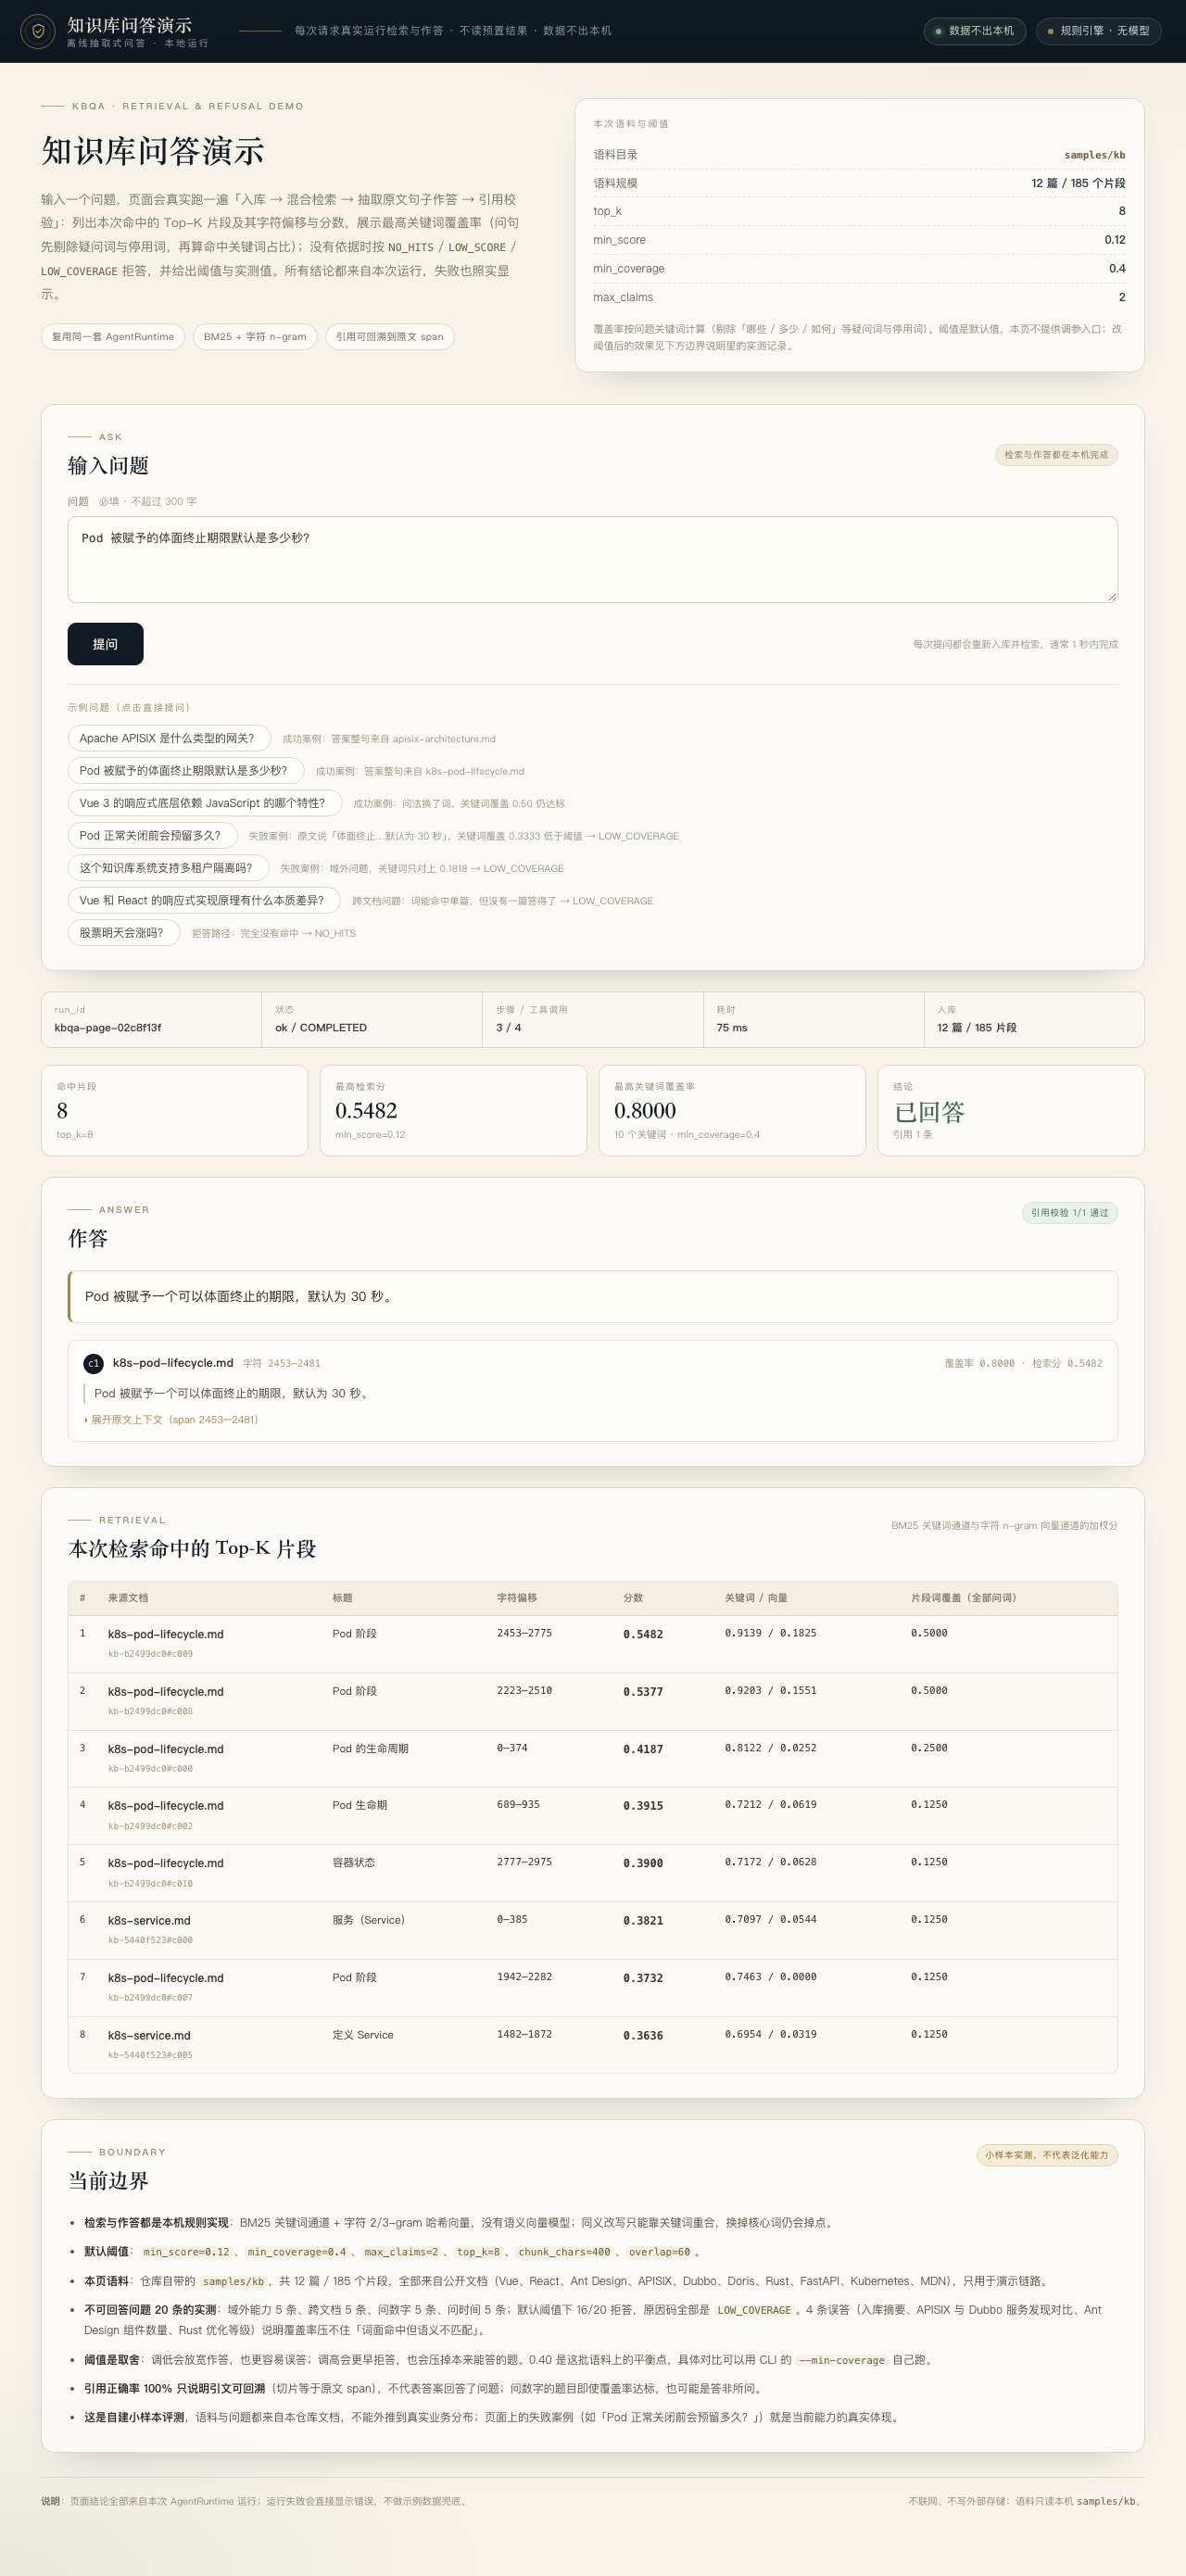 知识库问答演示
离线抽取式问答 · 本地运行
每次请求真实运行检索与作答 · 不读预置结果 · 数据不出本机
数据不出本机
规则引擎 · 无模型
KBQA · RETRIEVAL & REFUSAL DEMO
知识库问答演示
输入一个问题，页面会真实跑一遍「入库 → 混合检索 → 抽取原文句子作答 → 引用校
验」：列出本次命中的 Top-K 片段及其字符偏移与分数，展示最高关键词覆盖率（问句
先剔除疑问词与停用词，再算命中关键词占比）；没有依据时按 NO_HITS / LOW_SCORE /
LOW_COVERAGE 拒答，并给出阈值与实测值。所有结论都来自本次运行，失败也照实显
示。
复用同一套 AgentRuntime
BM25 + 字符 n-gram
引用可回溯到原文 span
本次语料与阈值
语料目录 samples/kb
语料规模 12 篇 / 185 个片段
top_k 8
min_score 0.12
min_coverage 0.4
max_claims 2
覆盖率按问题关键词计算（剔除「哪些 / 多少 / 如何」等疑问词与停用词）。阈值是默认值，本页不提供调参入口；改
阈值后的效果见下方边界说明里的实测记录。
ASK
输入问题
检索与作答都在本机完成
问题 必填 · 不超过 300 字
Pod 被赋予的体面终止期限默认是多少秒？
提问
每次提问都会重新入库并检索，通常 1 秒内完成
示例问题（点击直接提问）
Apache APISIX 是什么类型的网关？ 成功案例：答案整句来自 apisix-architecture.md
Pod 被赋予的体面终止期限默认是多少秒？ 成功案例：答案整句来自 k8s-pod-lifecycle.md
Vue 3 的响应式底层依赖 JavaScript 的哪个特性？ 成功案例：问法换了词，关键词覆盖 0.50 仍达标
Pod 正常关闭前会预留多久？ 失败案例：原文说「体面终止…默认为 30 秒」，关键词覆盖 0.3333 低于阈值 → LOW_COVERAGE
这个知识库系统支持多租户隔离吗？ 失败案例：域外问题，关键词只对上 0.1818 → LOW_COVERAGE
Vue 和 React 的响应式实现原理有什么本质差异？ 跨文档问题：词能命中单篇，但没有一篇答得了 → LOW_COVERAGE
股票明天会涨吗？ 拒答路径：完全没有命中 → NO_HITS
run_id 状态 步骤 / 工具调用 耗时 入库
kbqa-page-02c8f13f ok / COMPLETED 3 / 4 75 ms 12 篇 / 185 片段
命中片段 最高检索分 最高关键词覆盖率 结论
8 0.5482 0.8000 已回答
top_k=8 min_score=0.12 10 个关键词 · min_coverage=0.4 引用 1 条
ANSWER
作答
引用校验 1/1 通过
Pod 被赋予一个可以体面终止的期限，默认为 30 秒。
c1 k8s-pod-lifecycle.md 字符 2453–2481 覆盖率 0.8000 · 检索分 0.5482
Pod 被赋予一个可以体面终止的期限，默认为 30 秒。
展开原文上下文（span 2453–2481）
RETRIEVAL
本次检索命中的 Top-K 片段
BM25 关键词通道与字符 n-gram 向量通道的加权分
# 来源文档 标题 字符偏移 分数 关键词 / 向量 片段词覆盖（全部问词）
1 k8s-pod-lifecycle.md Pod 阶段 2453–2775 0.5482 0.9139 / 0.1825 0.5000
kb-b2499dc0#c009
2 k8s-pod-lifecycle.md Pod 阶段 2223–2510 0.5377 0.9203 / 0.1551 0.5000
kb-b2499dc0#c008
3 k8s-pod-lifecycle.md Pod 的生命周期 0–374 0.4187 0.8122 / 0.0252 0.2500
kb-b2499dc0#c000
4 k8s-pod-lifecycle.md Pod 生命期 689–935 0.3915 0.7212 / 0.0619 0.1250
kb-b2499dc0#c002
5 k8s-pod-lifecycle.md 容器状态 2777–2975 0.3900 0.7172 / 0.0628 0.1250
kb-b2499dc0#c010
6 k8s-service.md 服务（Service） 0–385 0.3821 0.7097 / 0.0544 0.1250
kb-5440f523#c000
7 k8s-pod-lifecycle.md Pod 阶段 1942–2282 0.3732 0.7463 / 0.0000 0.1250
kb-b2499dc0#c007
8 k8s-service.md 定义 Service 1482–1872 0.3636 0.6954 / 0.0319 0.1250
kb-5440f523#c005
BOUNDARY
当前边界
小样本实测，不代表泛化能力
检索与作答都是本机规则实现：BM25 关键词通道 + 字符 2/3-gram 哈希向量，没有语义向量模型；同义改写只能靠关键词重合，换掉核心词仍会掉点。
默认阈值：min_score=0.12、min_coverage=0.4、max_claims=2、top_k=8、chunk_chars=400、overlap=60。
本页语料：仓库自带的 samples/kb，共 12 篇 / 185 个片段，全部来自公开文档（Vue、React、Ant Design、APISIX、Dubbo、Doris、Rust、FastAPI、Kubernetes、MDN），只用于演示链路。
不可回答问题 20 条的实测：域外能力 5 条、跨文档 5 条、问数字 5 条、问时间 5 条；默认阈值下 16/20 拒答，原因码全部是 LOW_COVERAGE。4 条误答（入库摘要、APISIX 与 Dubbo 服务发现对比、Ant
Design 组件数量、Rust 优化等级）说明覆盖率压不住「词面命中但语义不匹配」。
阈值是取舍：调低会放宽作答，也更容易误答；调高会更早拒答，也会压掉本来能答的题。0.40 是这批语料上的平衡点，具体对比可以用 CLI 的 --min-coverage 自己跑。
引用正确率 100% 只说明引文可回溯（切片等于原文 span），不代表答案回答了问题；问数字的题目即使覆盖率达标，也可能是答非所问。
这是自建小样本评测，语料与问题都来自本仓库文档，不能外推到真实业务分布；页面上的失败案例（如「Pod 正常关闭前会预留多久？」）就是当前能力的真实体现。
说明：页面结论全部来自本次 AgentRuntime 运行；运行失败会直接显示错误，不做示例数据兜底。
不联网、不写外部存储；语料只读本机 samples/kb。